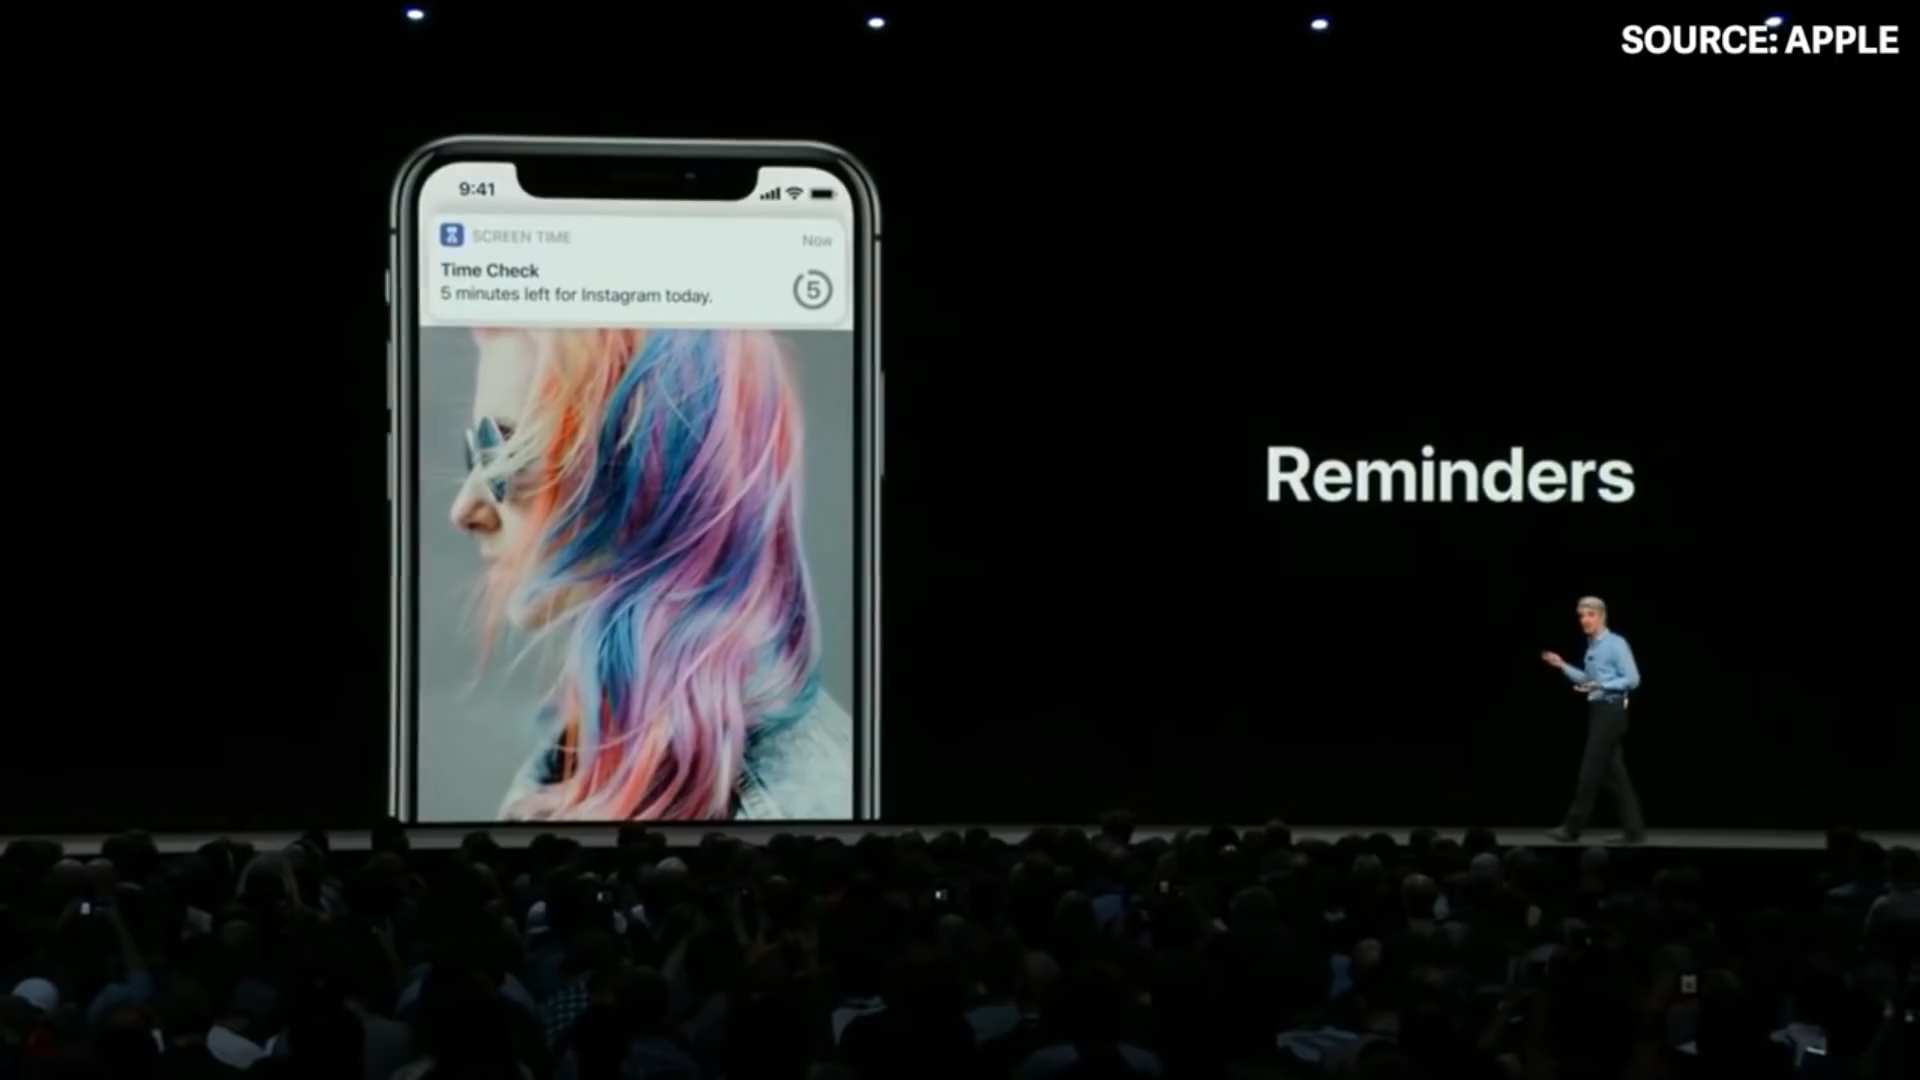 SOURCE: APPLE
9:41
SCREEN TIME
Now
Time Check
5 minutes left for Instagram today.
5
Reminders